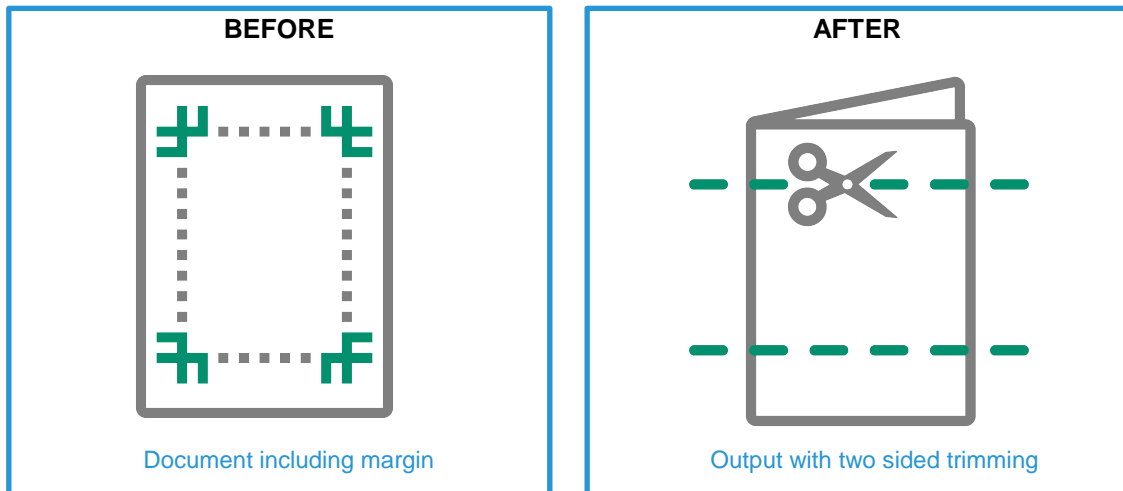 BEFORE
Document including margin
AFTER
Output with two sided trimming